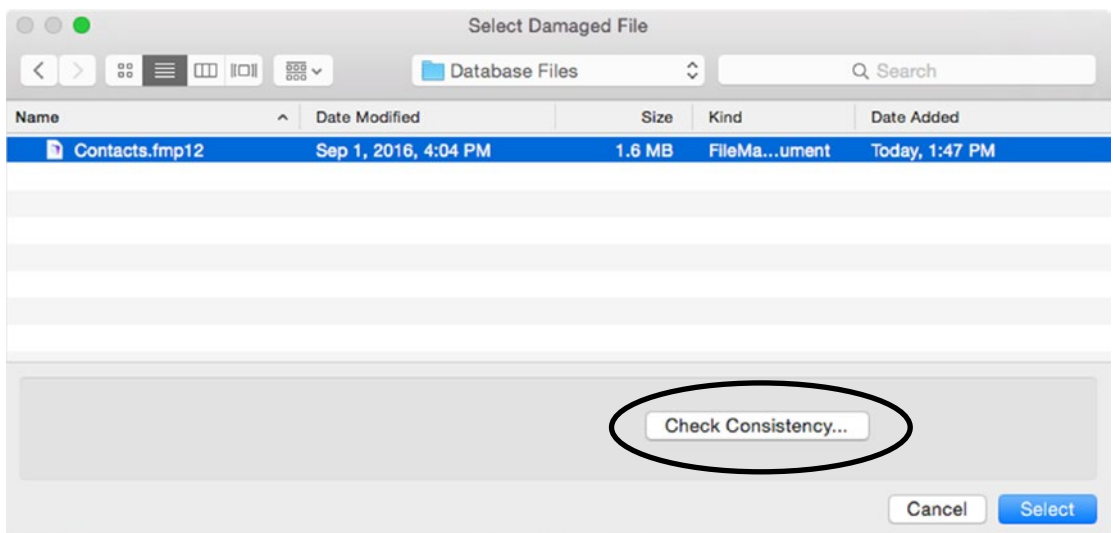 Select Damaged File
Database Files
Search
Name Date Modified Size Kind Date Added
Contacts.fmp12 Sep 1, 2016, 4:04 PM 1.6 MB FileMa...ument Today, 1:47 PM
Check Consistency...
Cancel Select